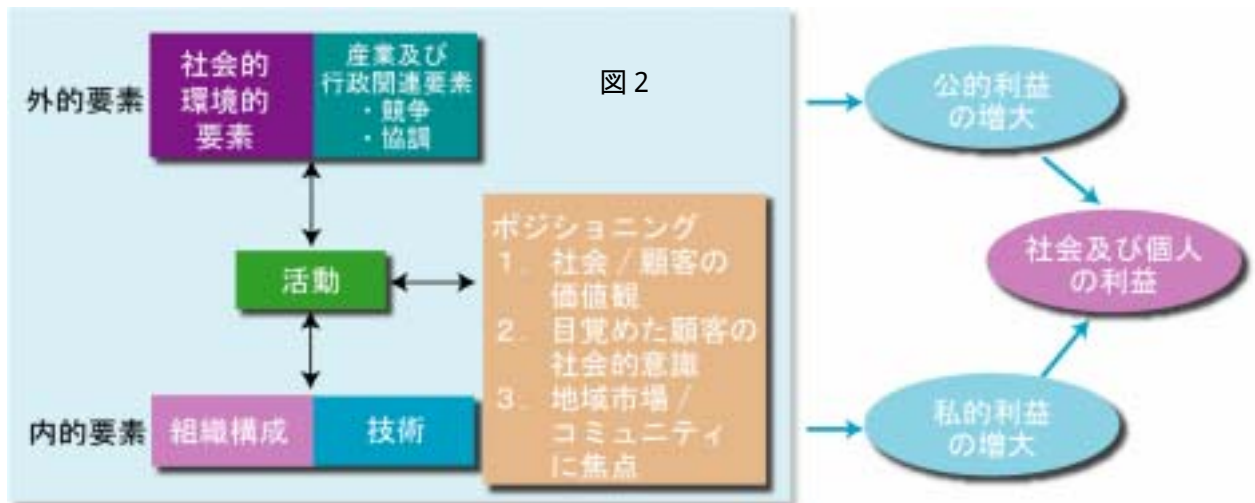 図2
外的要素
社会的
環境的
要素
産業及び
行政関連要素
・競争
・協調
活動
ポジショニング
1. 社会/顧客の
価値観
2. 目覚めた顧客の
社会的意識
3. 地域市場/
コミュニティ
に焦点
内的要素
組織構成
技術
公的利益
の増大
社会及び個人
の利益
私的利益
の増大